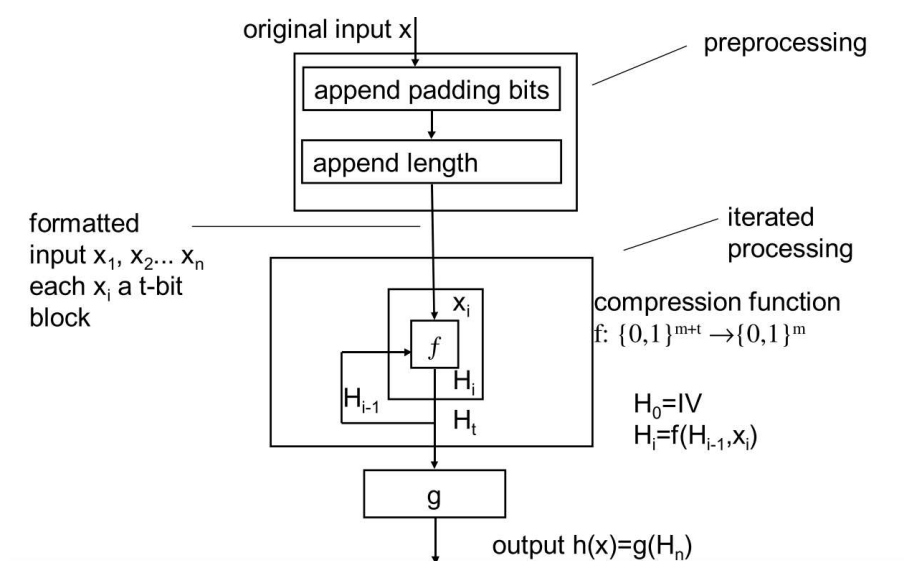 original input x
preprocessing
append padding bits
append length
formatted
input x₁, x₂... xₙ
each xᵢ a t-bit
block
iterated
processing
compression function
f: {0,1}ᵐ⁺ᵗ →{0,1}ᵐ
xᵢ
f
Hᵢ
Hᵢ₋₁
Hₜ
H₀=IV
Hᵢ=f(Hᵢ₋₁,xᵢ)
g
output h(x)=g(Hₙ)